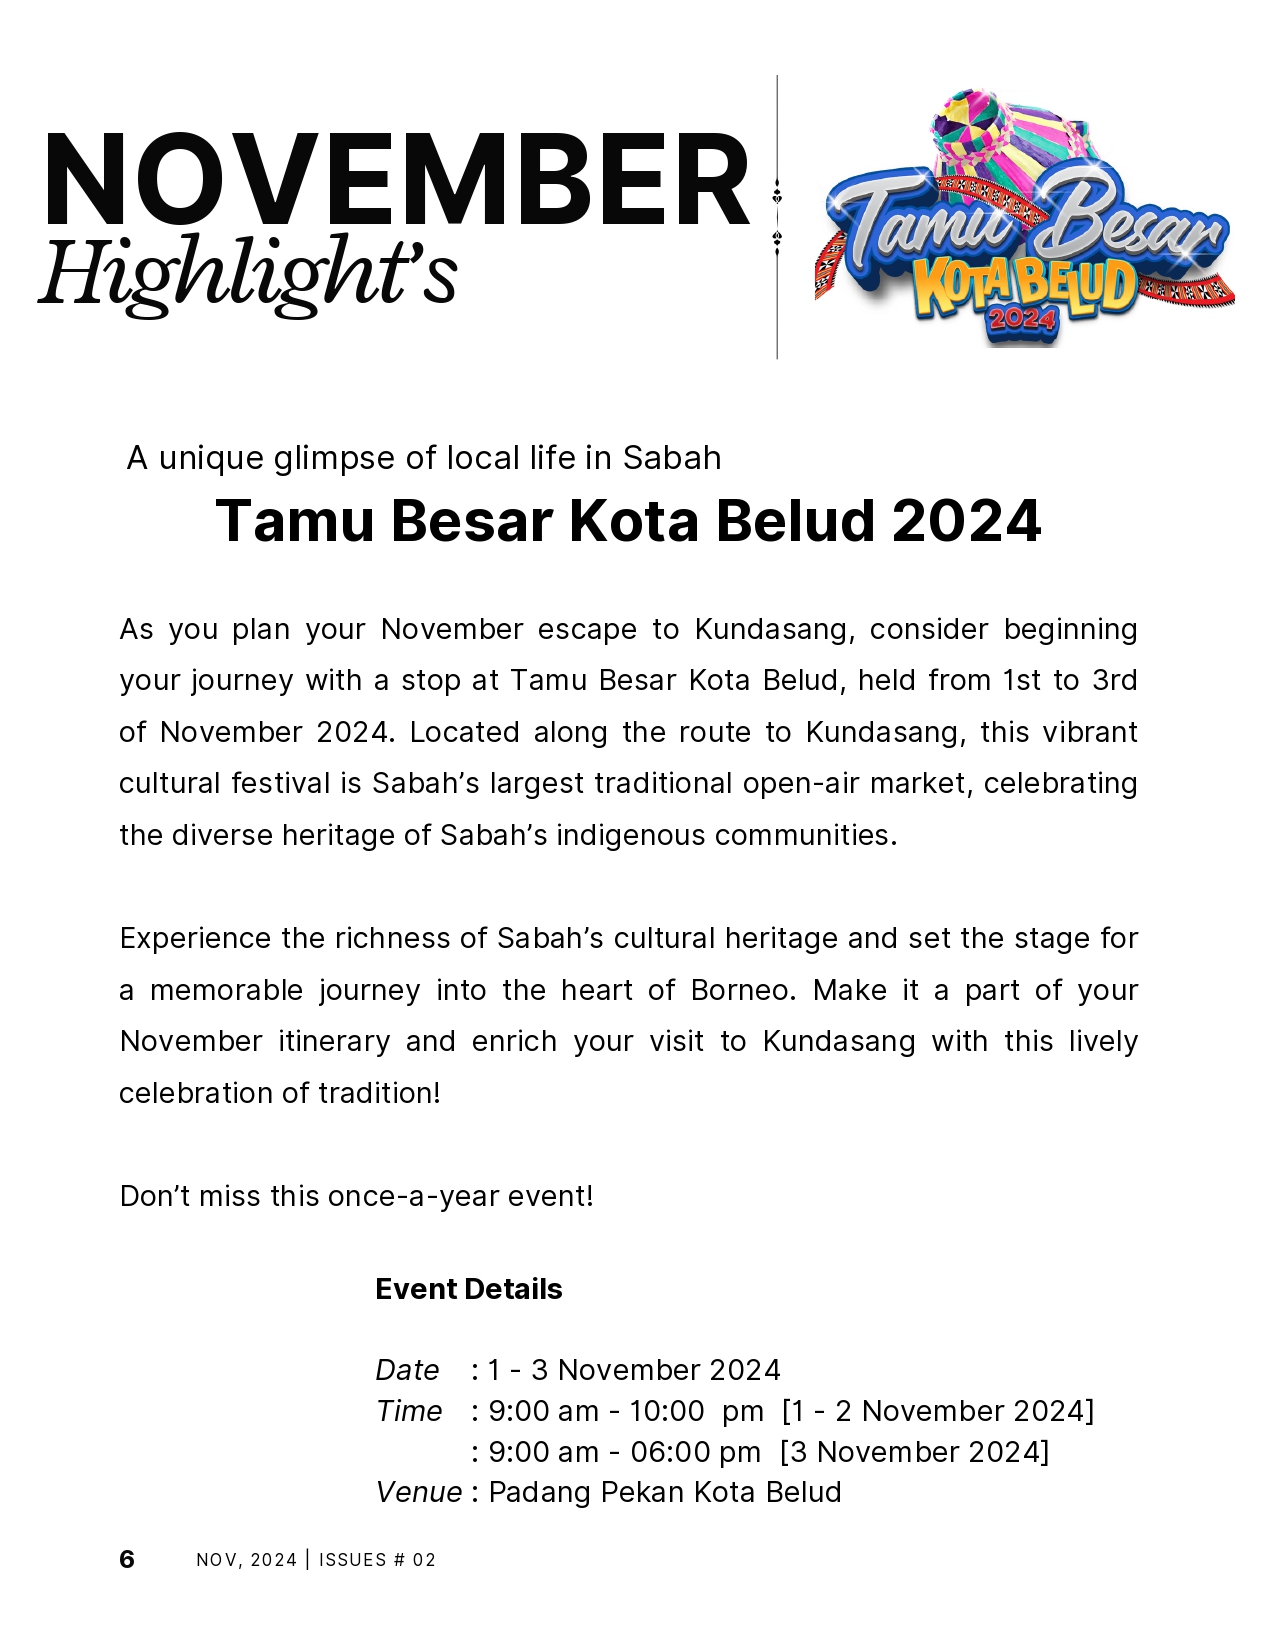 NOVEMBER
Highlight’s
Tamu Besar
KOTA BELUD
2024
A unique glimpse of local life in Sabah
Tamu Besar Kota Belud 2024
As you plan your November escape to Kundasang, consider beginning
your journey with a stop at Tamu Besar Kota Belud, held from 1st to 3rd
of November 2024. Located along the route to Kundasang, this vibrant
cultural festival is Sabah’s largest traditional open-air market, celebrating
the diverse heritage of Sabah’s indigenous communities.
Experience the richness of Sabah’s cultural heritage and set the stage for
a memorable journey into the heart of Borneo. Make it a part of your
November itinerary and enrich your visit to Kundasang with this lively
celebration of tradition!
Don’t miss this once-a-year event!
Event Details
Date : 1 - 3 November 2024
Time : 9:00 am - 10:00 pm [1 - 2 November 2024]
: 9:00 am - 06:00 pm [3 November 2024]
Venue : Padang Pekan Kota Belud
6 NOV, 2024 | ISSUES # 02